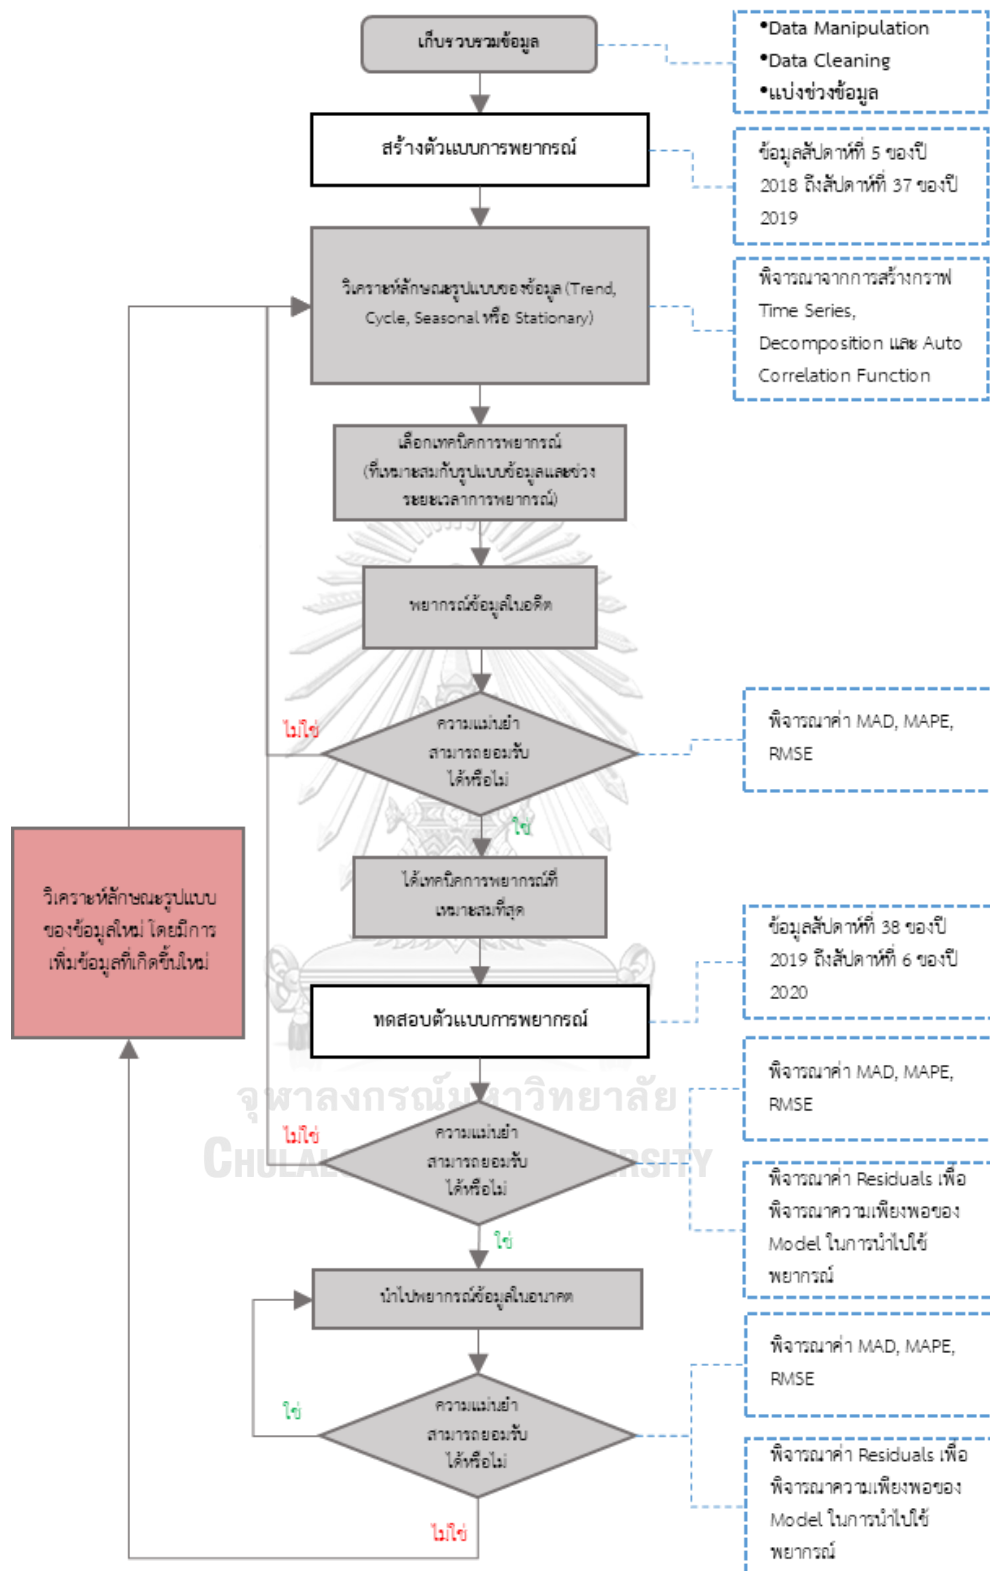 เก็บรวบรวมข้อมูล
•Data Manipulation
•Data Cleaning
•แบ่งช่วงข้อมูล
สร้างตัวแบบการพยากรณ์
ข้อมูลสัปดาห์ที่ 5 ของปี
2018 ถึงสัปดาห์ที่ 37 ของปี
2019
วิเคราะห์ลักษณะรูปแบบของข้อมูล (Trend,
Cycle, Seasonal หรือ Stationary)
พิจารณาจากการสร้างกราฟ
Time Series,
Decomposition และ Auto
Correlation Function
เลือกเทคนิคการพยากรณ์
(ที่เหมาะสมกับรูปแบบข้อมูลและช่วง
ระยะเวลาการพยากรณ์)
พยากรณ์ข้อมูลในอดีต
ความแม่นยำ
สามารถยอมรับ
ได้หรือไม่
ไม่ใช่
พิจารณาค่า MAD, MAPE,
RMSE
ใช่
ได้เทคนิคการพยากรณ์ที่
เหมาะสมที่สุด
วิเคราะห์ลักษณะรูปแบบ
ของข้อมูลใหม่ โดยมีการ
เพิ่มข้อมูลที่เกิดขึ้นใหม่
ข้อมูลสัปดาห์ที่ 38 ของปี
2019 ถึงสัปดาห์ที่ 6 ของปี
2020
ทดสอบตัวแบบการพยากรณ์
พิจารณาค่า MAD, MAPE,
RMSE
จุฬาลงกรณ์มหาวิทยาลัย
ความแม่นยำ
สามารถยอมรับ
ได้หรือไม่
ไม่ใช่
CHULALONGKORN UNIVERSITY
พิจารณาค่า Residuals เพื่อ
พิจารณาความเพียงพอของ
Model ในการนำไปใช้
พยากรณ์
ใช่
นำไปพยากรณ์ข้อมูลในอนาคต
พิจารณาค่า MAD, MAPE,
RMSE
ความแม่นยำ
สามารถยอมรับ
ได้หรือไม่
ใช่
ไม่ใช่
พิจารณาค่า Residuals เพื่อ
พิจารณาความเพียงพอของ
Model ในการนำไปใช้
พยากรณ์